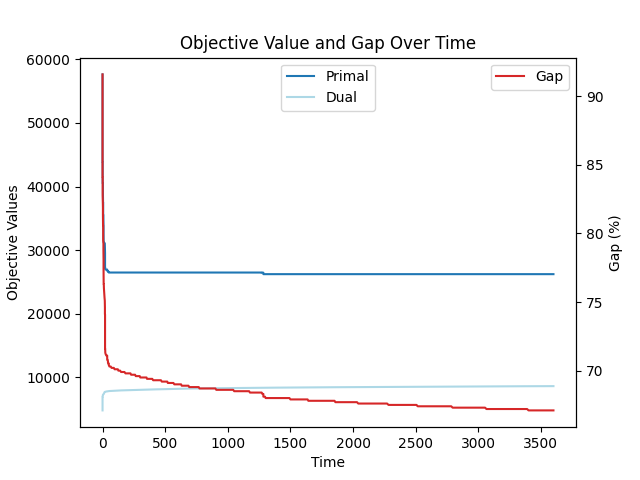 Objective Value and Gap Over Time
Primal
Dual
Gap
60000
50000
40000
30000
20000
10000
Objective Values
90
85
80
75
70
Gap (%)
0 500 1000 1500 2000 2500 3000 3500
Time